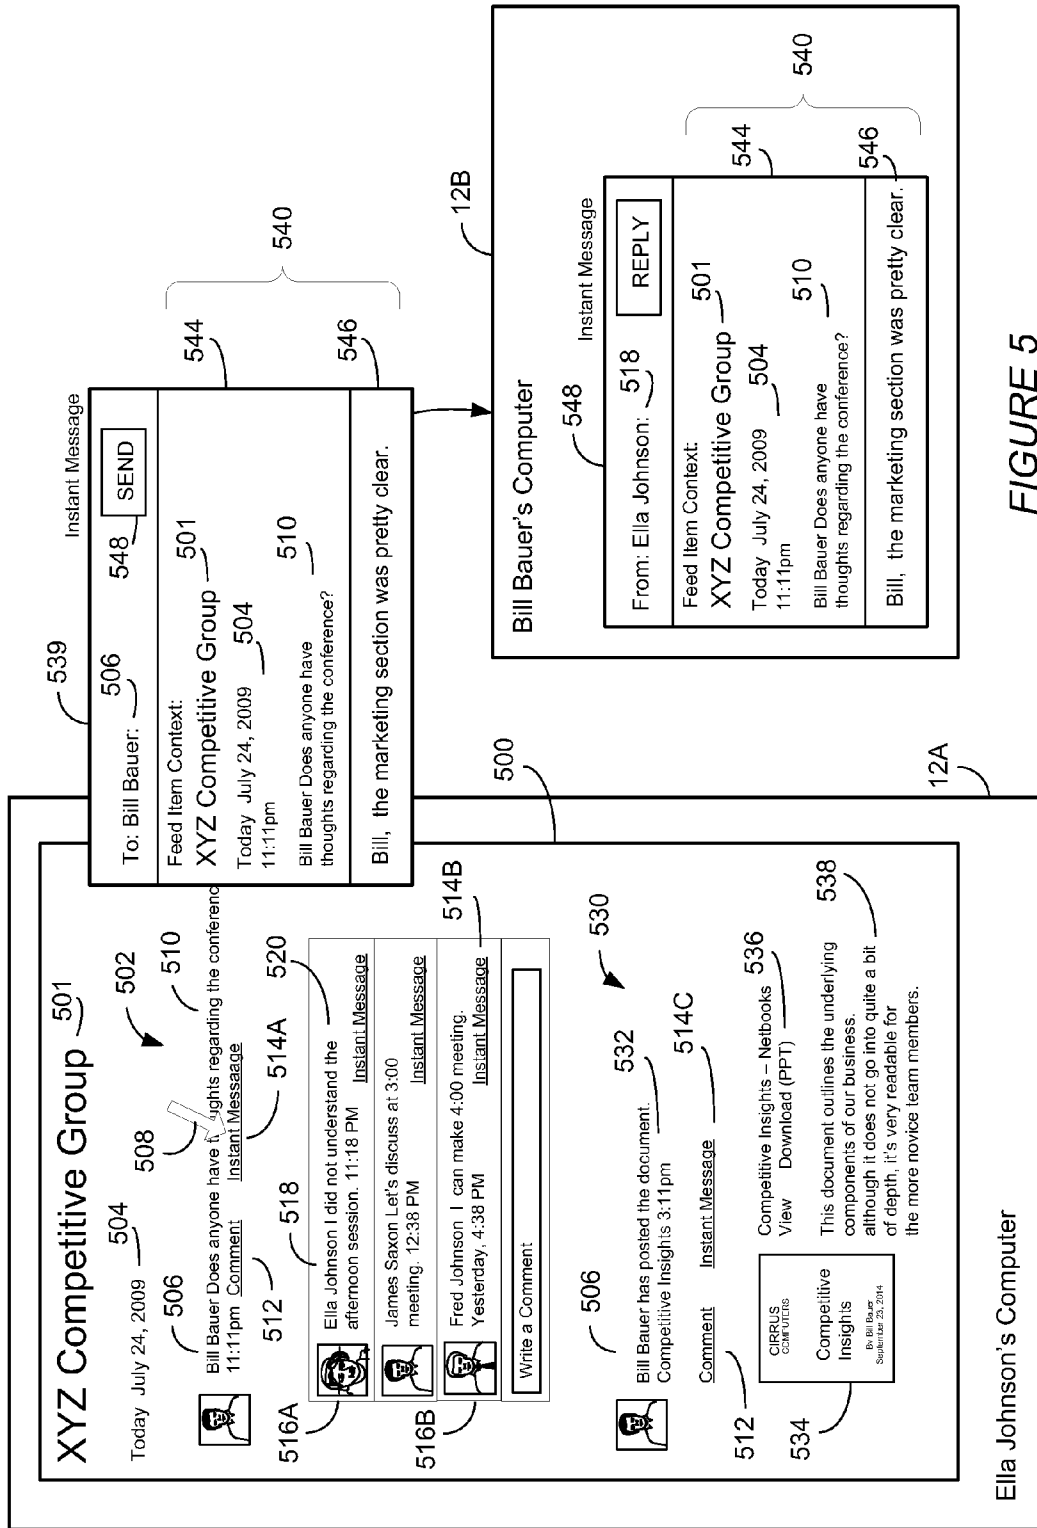 XYZ Competitive Group 501
Today July 24, 2009 504
502
506
508
510
Bill Bauer Does anyone have t ughts regarding the conferenc
11:11pm Comment Instant Message
512
514A
516A
518
520
Ella Johnson I did not understand the
afternoon session. 11:18 PM Instant Message
James Saxon Let's discuss at 3:00
meeting. 12:38 PM Instant Message
516B
Fred Johnson I can make 4:00 meeting.
Yesterday, 4:38 PM Instant Message
514B
Write a Comment
530
506
532
Bill Bauer has posted the document.
Competitive Insights 3:11pm
514C
Comment Instant Message
512
534
CIRRUS
COMPUTERS
Competitive
Insights
By Bill Bauer
September 23, 2014
Competitive Insights – Netbooks 536
View Download (PPT)
This document outlines the underlying
components of our business.
although it does not go into quite a bit
of depth, it's very readable for
the more novice team members.
538
Ella Johnson's Computer
12A
500
539
Instant Message
To: Bill Bauer: 506
548 SEND
Feed Item Context:
XYZ Competitive Group 501
Today July 24, 2009 504
11:11pm
510
Bill Bauer Does anyone have
thoughts regarding the conference?
Bill, the marketing section was pretty clear.
544
546
540
12B
Bill Bauer's Computer
548
Instant Message
From: Ella Johnson: 518
REPLY
Feed Item Context:
XYZ Competitive Group 501
Today July 24, 2009 504
11:11pm
510
Bill Bauer Does anyone have
thoughts regarding the conference?
Bill, the marketing section was pretty clear.
544
546
540
FIGURE 5